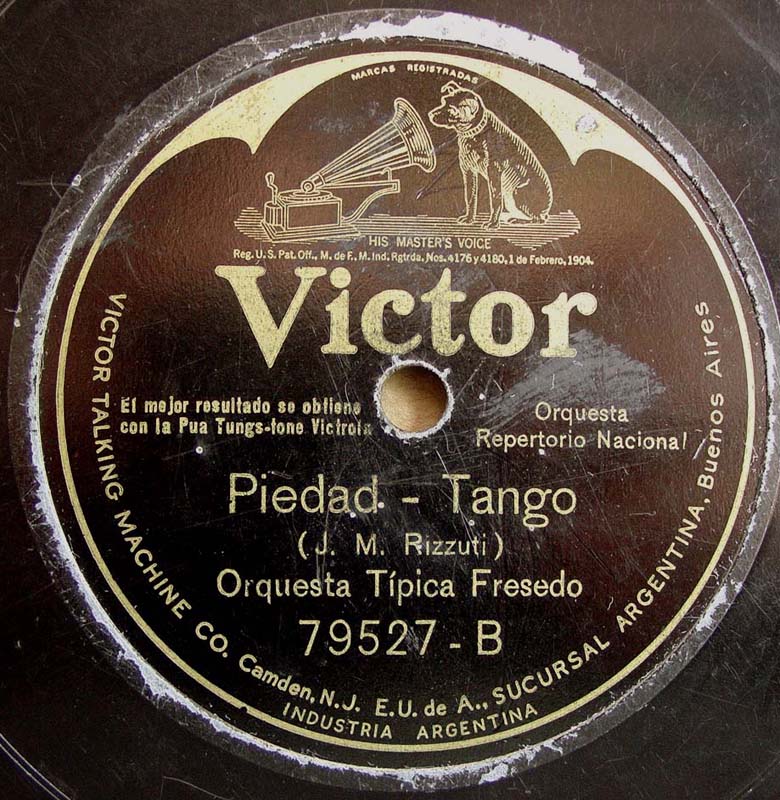 MARCAS REGISTRADAS
HIS MASTER'S VOICE
Reg. U.S. Pat. Off., M. de F., M. Ind. Rgtrda. Nos. 4176 y 4180, 1 de Febrero, 1904.
Victor
El mejor resultado se obtiene
con la Pua Tungs-tone Victrola
Orquesta
Repertorio Nacional
Piedad - Tango
(J. M. Rizzuti)
Orquesta Típica Fresedo
79527 - B
VICTOR TALKING MACHINE CO. Camden, N.J. E.U. de A., SUCURSAL ARGENTINA, Buenos Aires
INDUSTRIA ARGENTINA